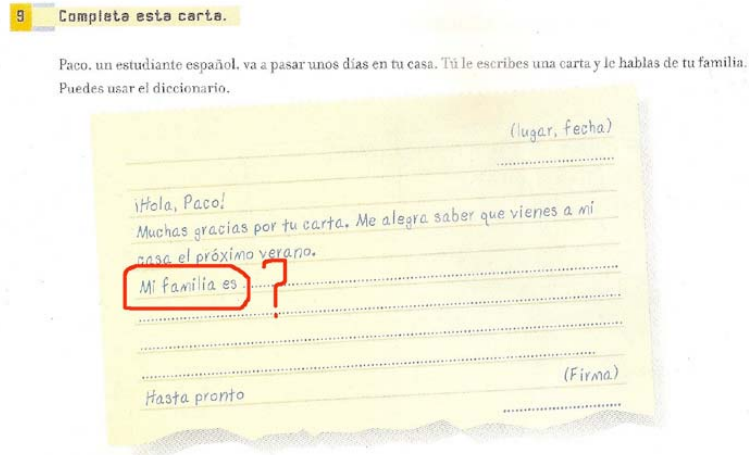 9 Completa esta carta.
Paco, un estudiante español, va a pasar unos días en tu casa. Tú le escribes una carta y le hablas de tu familia.
Puedes usar el diccionario.
(lugar, fecha)
¡Hola, Paco!
Muchas gracias por tu carta. Me alegra saber que vienes a mi
casa el próximo verano.
Mi familia es ?
(Firma)
Hasta pronto